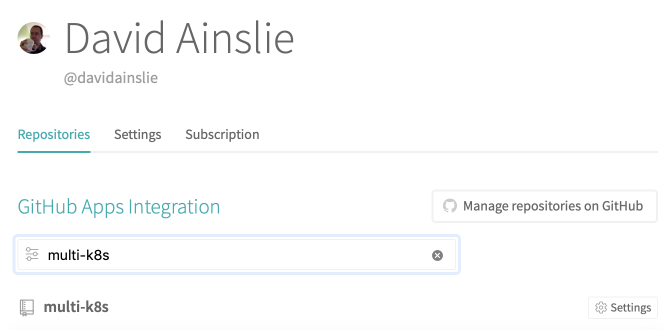 David Ainslie
@davidainslie
Repositories Settings Subscription
GitHub Apps Integration
Manage repositories on GitHub
multi-k8s
multi-k8s
Settings